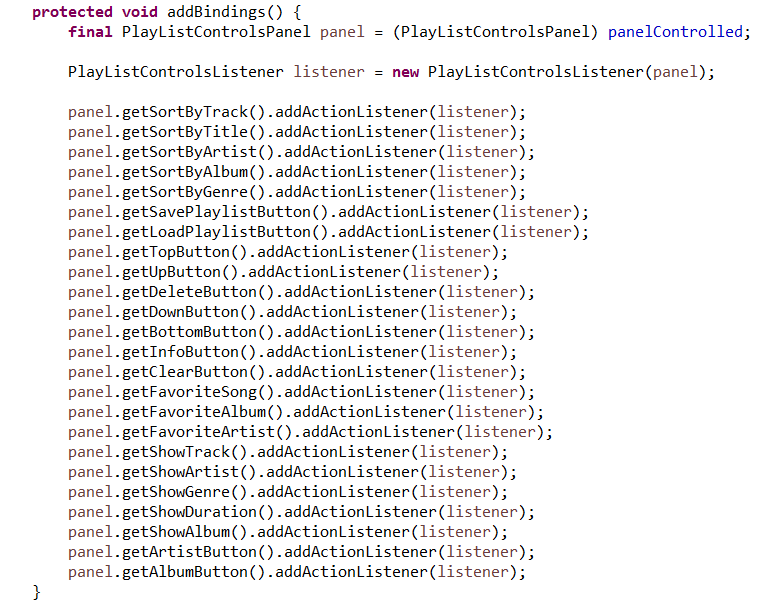 protected void addBindings() {
    final PlayListControlsPanel panel = (PlayListControlsPanel) panelControlled;

    PlayListControlsListener listener = new PlayListControlsListener(panel);

    panel.getSortByTrack().addActionListener(listener);
    panel.getSortByTitle().addActionListener(listener);
    panel.getSortByArtist().addActionListener(listener);
    panel.getSortByAlbum().addActionListener(listener);
    panel.getSortByGenre().addActionListener(listener);
    panel.getSavePlaylistButton().addActionListener(listener);
    panel.getLoadPlaylistButton().addActionListener(listener);
    panel.getTopButton().addActionListener(listener);
    panel.getUpButton().addActionListener(listener);
    panel.getDeleteButton().addActionListener(listener);
    panel.getDownButton().addActionListener(listener);
    panel.getBottomButton().addActionListener(listener);
    panel.getInfoButton().addActionListener(listener);
    panel.getClearButton().addActionListener(listener);
    panel.getFavoriteSong().addActionListener(listener);
    panel.getFavoriteAlbum().addActionListener(listener);
    panel.getFavoriteArtist().addActionListener(listener);
    panel.getShowTrack().addActionListener(listener);
    panel.getShowArtist().addActionListener(listener);
    panel.getShowGenre().addActionListener(listener);
    panel.getShowDuration().addActionListener(listener);
    panel.getShowAlbum().addActionListener(listener);
    panel.getArtistButton().addActionListener(listener);
    panel.getAlbumButton().addActionListener(listener);
}